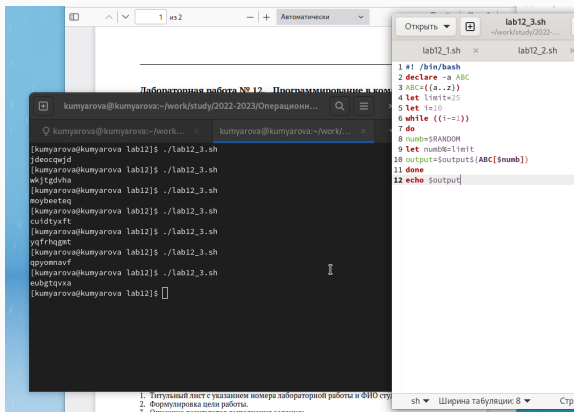 1 из 2
Автоматически
Лабораторная работа № 12. Программирование в
kumyarova@kumyarova:~/work/study/2022-2023/Операционн...
kumyarova@kumyarova:~/work... ×
kumyarova@kumyarova:~/work/... ×
[kumyarova@kumyarova lab12]$ ./lab12_3.sh
jdeocqwjd
[kumyarova@kumyarova lab12]$ ./lab12_3.sh
wkjtgdvha
[kumyarova@kumyarova lab12]$ ./lab12_3.sh
moybeeteq
[kumyarova@kumyarova lab12]$ ./lab12_3.sh
cuidtyxft
[kumyarova@kumyarova lab12]$ ./lab12_3.sh
yqfrhqgmt
[kumyarova@kumyarova lab12]$ ./lab12_3.sh
qpyomnavf
[kumyarova@kumyarova lab12]$ ./lab12_3.sh
eubgtqvxa
[kumyarova@kumyarova lab12]$
Открыть
lab12_3.sh
~/work/study/2022-...
lab12_1.sh ×
lab12_2.sh ×
1 #! /bin/bash
2 declare -a ABC
3 ABC=({a..z})
4 let limit=25
5 let i=10
6 while ((i-=1))
7 do
8 numb=$RANDOM
9 let numb%=limit
10 output=$output${ABC[$numb]}
11 done
12 echo $output
sh
Ширина табуляции: 8
Стр
1. Титульный лист с указанием номера лабораторной работы и ФИО
2. Формулировка цели работы.